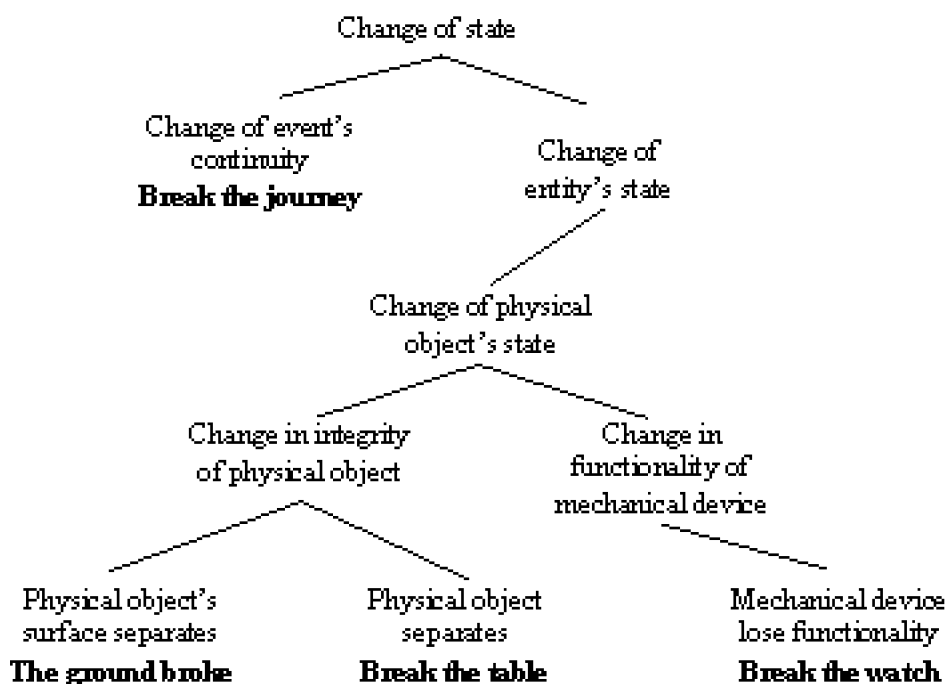 Change of state
Change of event's
continuity
Break the journey
Change of
entity's state
Change of physical
object's state
Change in integrity
of physical object
Change in
functionality of
mechanical device
Physical object's
surface separates
The ground broke
Physical object
separates
Break the table
Mechanical device
lose functionality
Break the watch